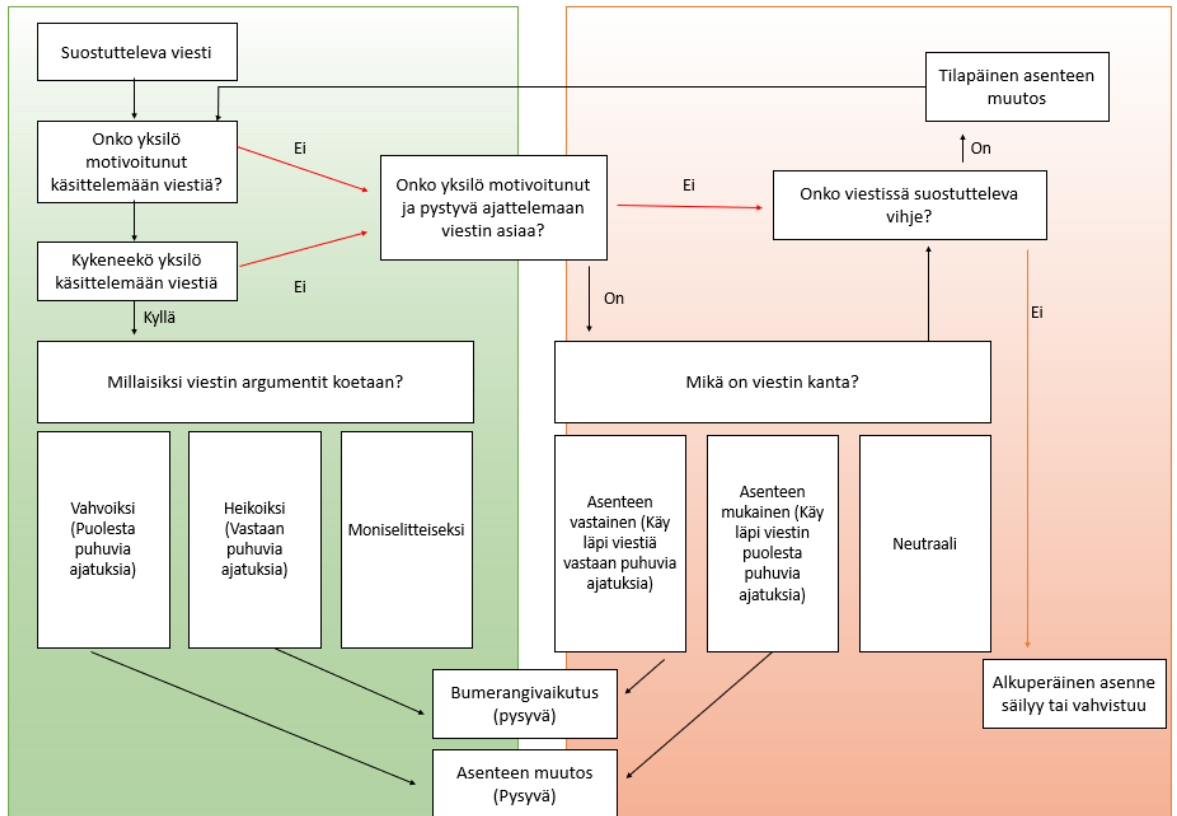 Suostutteleva viesti
Tilapäinen asenteen
muutos
Onko yksilö
motivoitunut
käsittelemään viestiä?
Ei
Onko yksilö motivoitunut
ja pystyvä ajattelemaan
viestin asiaa?
Ei
On
Onko viestissä suostutteleva
vihje?
Kykeneekö yksilö
käsittelemään viestiä
Ei
Kyllä
On
Ei
Millaisiksi viestin argumentit koetaan?
Mikä on viestin kanta?
Vahvoiksi
(Puolesta
puhuvia
ajatuksia)
Heikoiksi
(Vastaan
puhuvia
ajatuksia)
Moniselitteiseksi
Asenteen
vastainen (Käy
läpi viestiä
vastaan puhuvia
ajatuksia)
Asenteen
mukainen (Käy
läpi viestin
puolesta
puhuvia
ajatuksia)
Neutraali
Bumerangivaikutus
(pysyvä)
Alkuperäinen asenne
säilyy tai vahvistuu
Asenteen muutos
(Pysyvä)